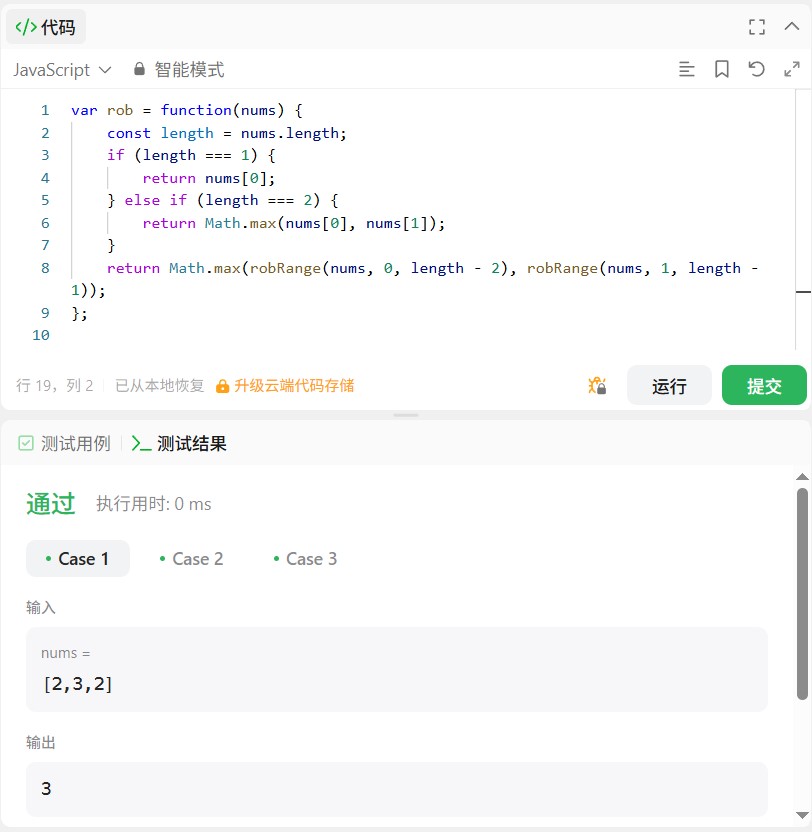 </> 代码
JavaScript 智能模式
1 var rob = function(nums) {
2     const length = nums.length;
3     if (length === 1) {
4         return nums[0];
5     } else if (length === 2) {
6         return Math.max(nums[0], nums[1]);
7     }
8     return Math.max(robRange(nums, 0, length - 2), robRange(nums, 1, length -
1));
9 };
10
行 19，列 2 已从本地恢复 升级云端代码存储 运行 提交
测试用例 >_ 测试结果
通过 执行用时: 0 ms
• Case 1 • Case 2 • Case 3
输入
nums =
[2,3,2]
输出
3